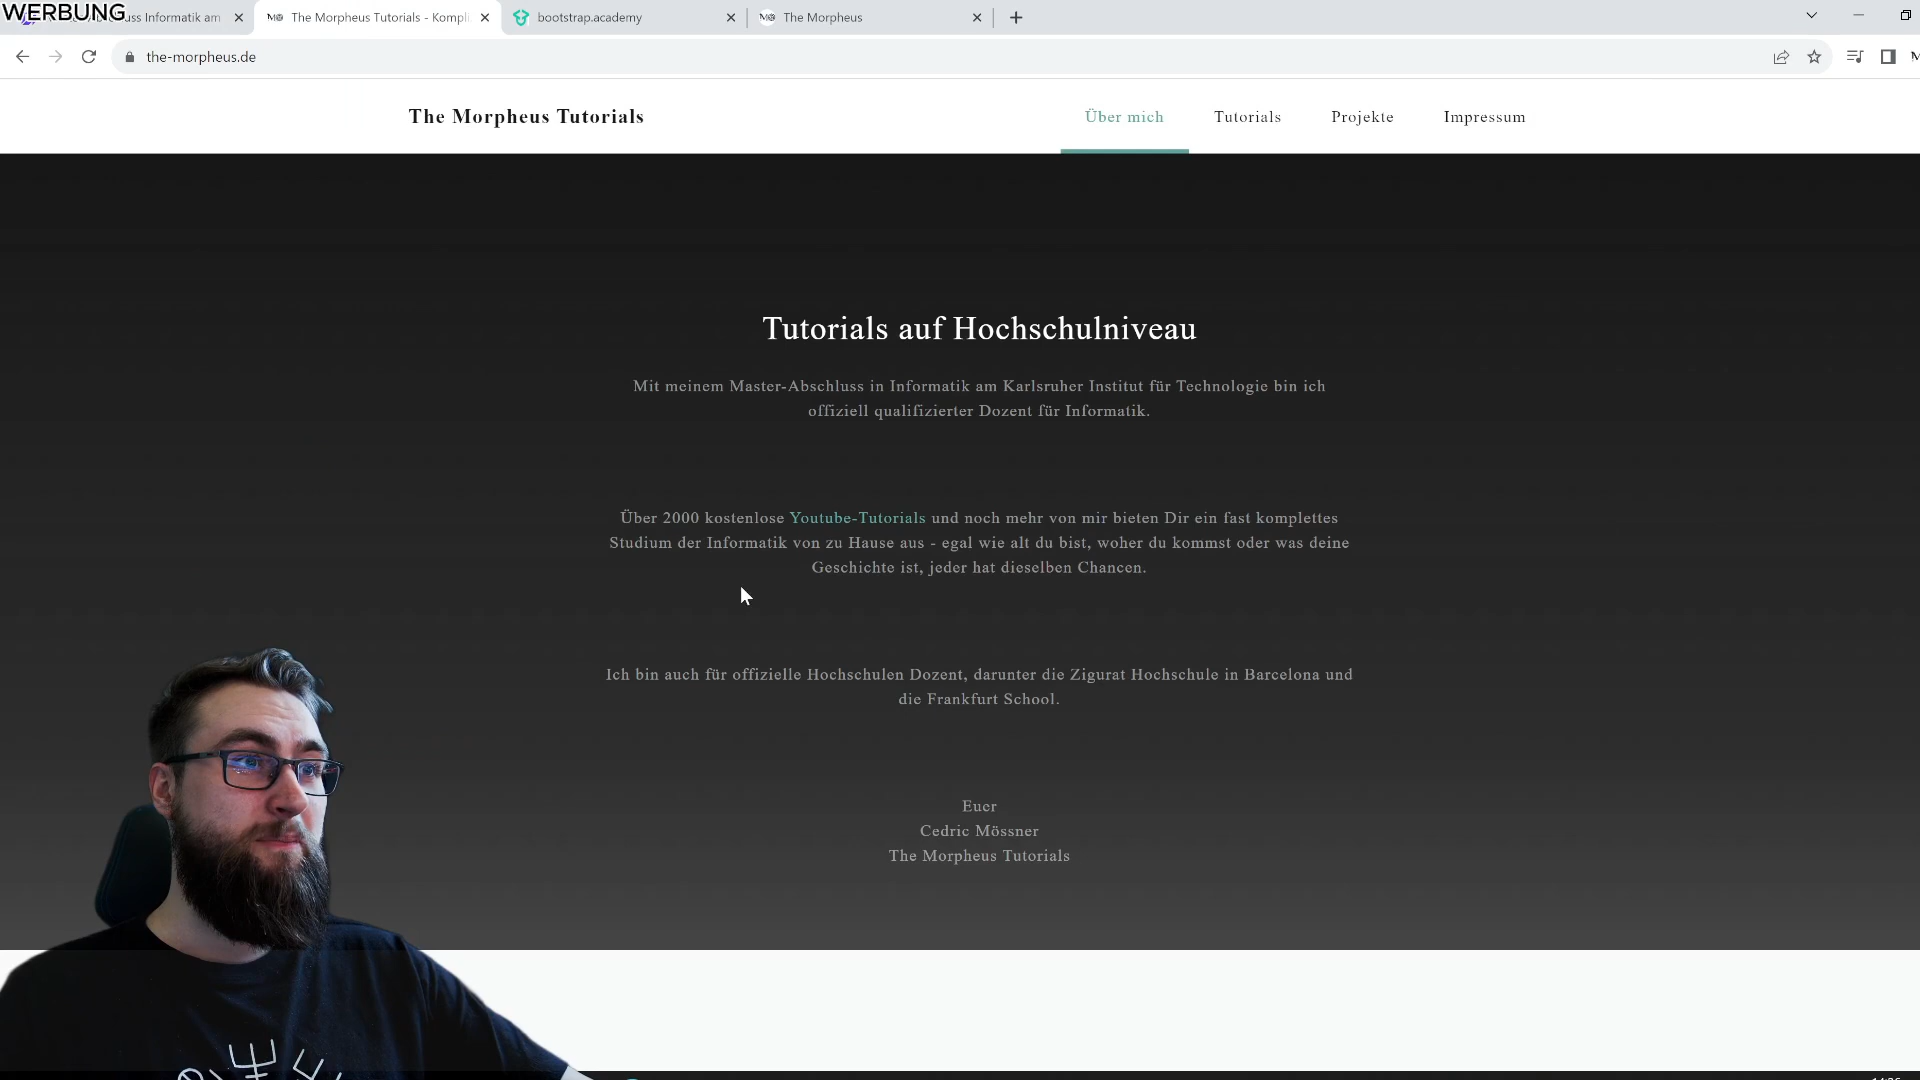 WERBUNG
uss Informatik am
The Morpheus Tutorials - Kompl
bootstrap.academy
The Morpheus
the-morpheus.de
The Morpheus Tutorials
Über mich
Tutorials
Projekte
Impressum
Tutorials auf Hochschulniveau
Mit meinem Master-Abschluss in Informatik am Karlsruher Institut für Technologie bin ich
offiziell qualifizierter Dozent für Informatik.
Über 2000 kostenlose Youtube-Tutorials und noch mehr von mir bieten Dir ein fast komplettes
Studium der Informatik von zu Hause aus - egal wie alt du bist, woher du kommst oder was deine
Geschichte ist, jeder hat dieselben Chancen.
Ich bin auch für offizielle Hochschulen Dozent, darunter die Zigurat Hochschule in Barcelona und
die Frankfurt School.
Euer
Cedric Mössner
The Morpheus Tutorials